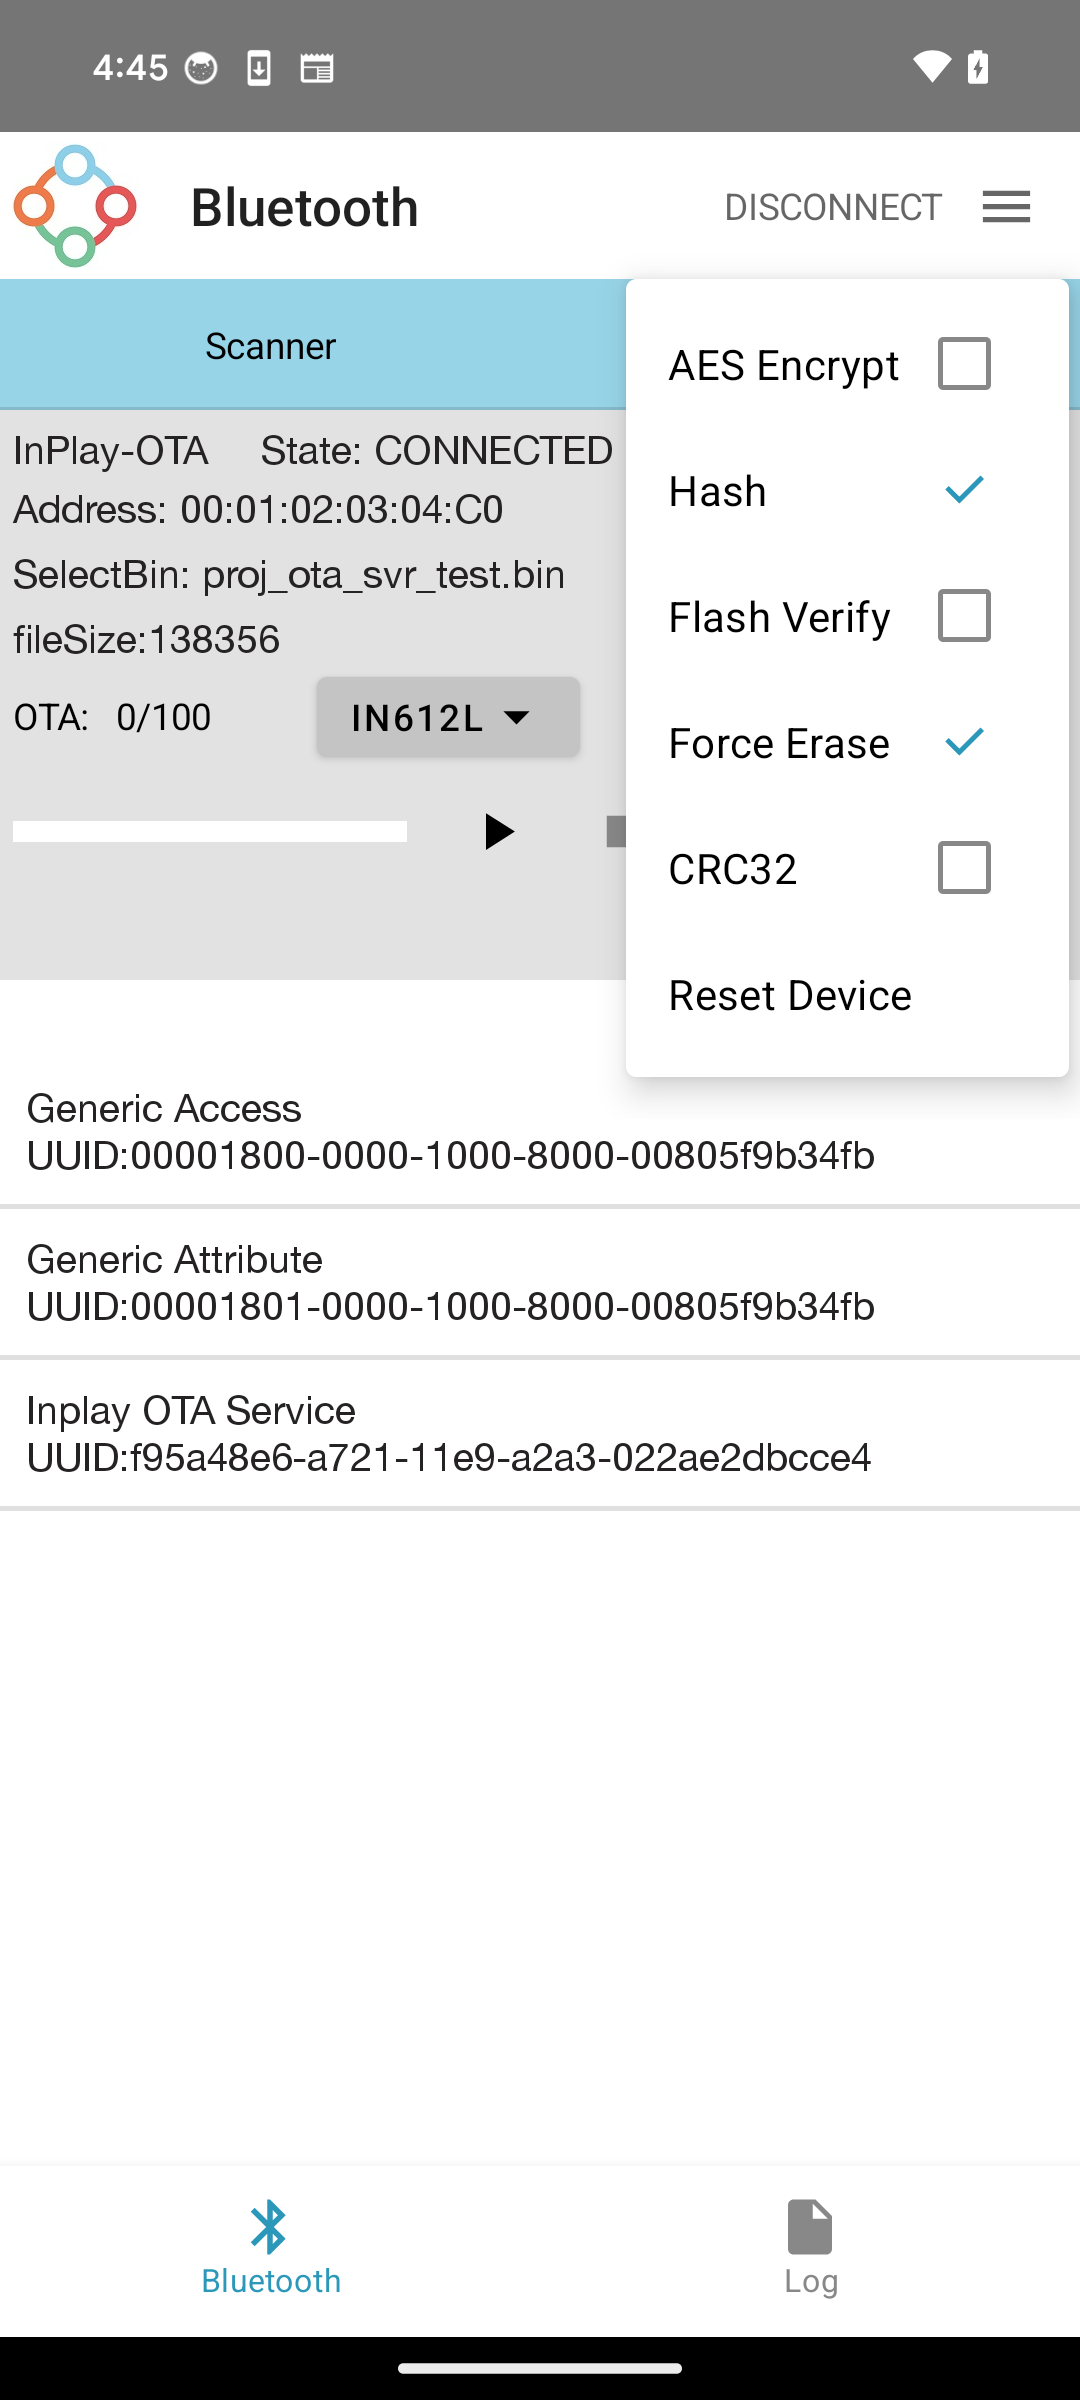 4:45
Bluetooth
DISCONNECT
Scanner
AES Encrypt
Hash
Flash Verify
Force Erase
CRC32
Reset Device
InPlay-OTA State: CONNECTED
Address: 00:01:02:03:04:C0
SelectBin: proj_ota_svr_test.bin
fileSize:138356
OTA: 0/100
IN612L
Generic Access
UUID:00001800-0000-1000-8000-00805f9b34fb
Generic Attribute
UUID:00001801-0000-1000-8000-00805f9b34fb
Inplay OTA Service
UUID:f95a48e6-a721-11e9-a2a3-022ae2dbcce4
Bluetooth
Log